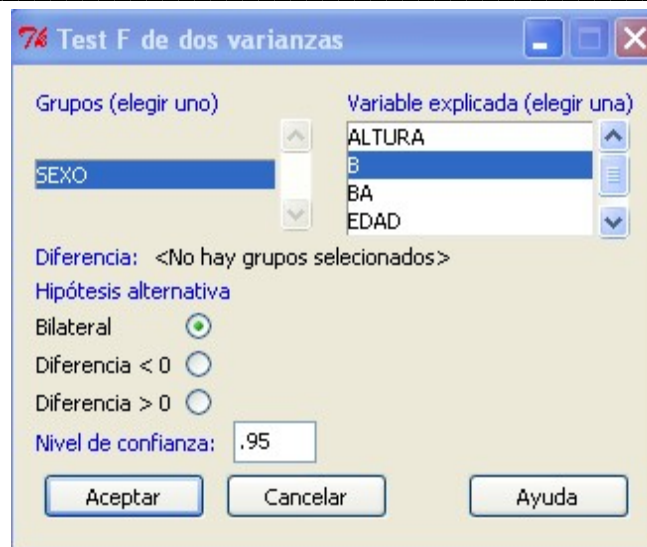 Test F de dos varianzas
Grupos (elegir uno)
Variable explicada (elegir una)
SEXO
ALTURA
B
BA
EDAD
Diferencia: <No hay grupos selecionados>
Hipótesis alternativa
Bilateral
Diferencia < 0
Diferencia > 0
Nivel de confianza: .95
Aceptar
Cancelar
Ayuda